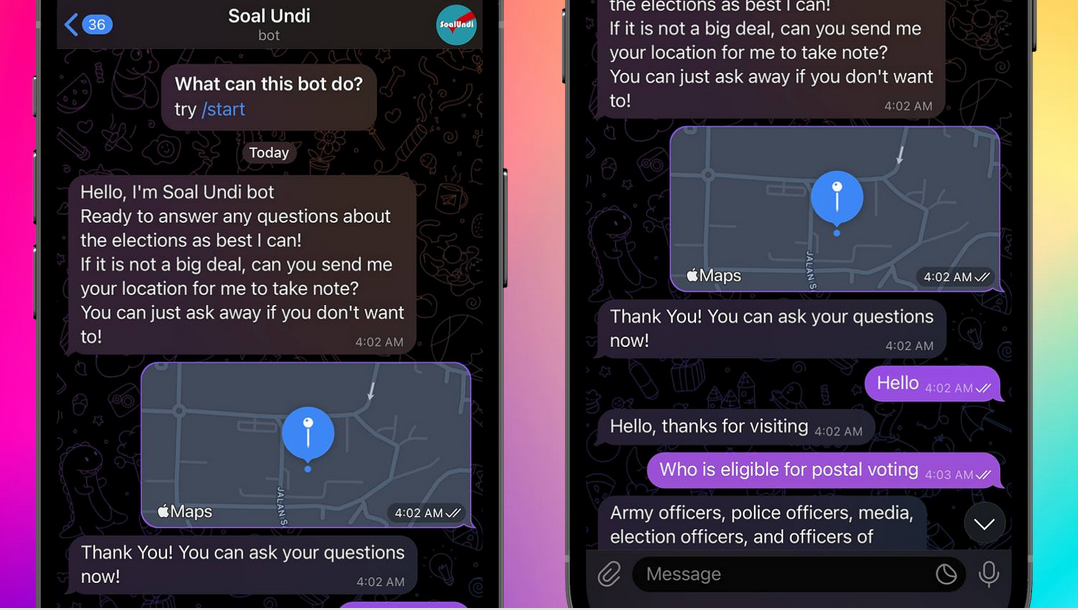 36
Soal Undi
bot
SoalUndi
What can this bot do?
try /start
Today
Hello, I'm Soal Undi bot
Ready to answer any questions about
the elections as best I can!
If it is not a big deal, can you send me
your location for me to take note?
You can just ask away if you don't want
to!
4:02 AM
JALAN S
Maps
4:02 AM
Thank You! You can ask your questions
now!
4:02 AM
the elections as best I can!
If it is not a big deal, can you send me
your location for me to take note?
You can just ask away if you don't want
to!
4:02 AM
JALAN S
Maps
4:02 AM
Thank You! You can ask your questions
now!
4:02 AM
Hello 4:02 AM
Hello, thanks for visiting 4:02 AM
Who is eligible for postal voting 4:03 AM
Army officers, police officers, media,
election officers, and officers of
Message